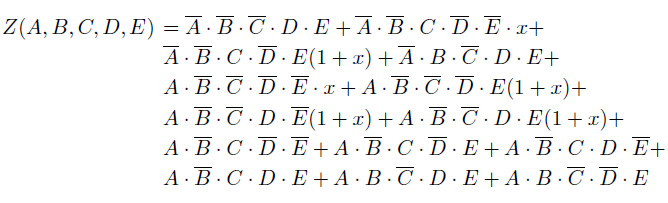 Z(A, B, C, D, E) = A̅ · B̅ · C̅ · D · E + A̅ · B̅ · C · D̅ · E̅ · x+
A̅ · B̅ · C · D̅ · E(1 + x) + A̅ · B · C̅ · D · E+
A · B̅ · C̅ · D̅ · E̅ · x + A · B̅ · C̅ · D̅ · E(1 + x)+
A · B̅ · C̅ · D · E̅(1 + x) + A · B̅ · C̅ · D · E(1 + x)+
A · B̅ · C · D̅ · E̅ + A · B̅ · C · D̅ · E + A · B̅ · C · D · E̅+
A · B̅ · C · D · E + A · B · C̅ · D · E + A · B · C̅ · D̅ · E